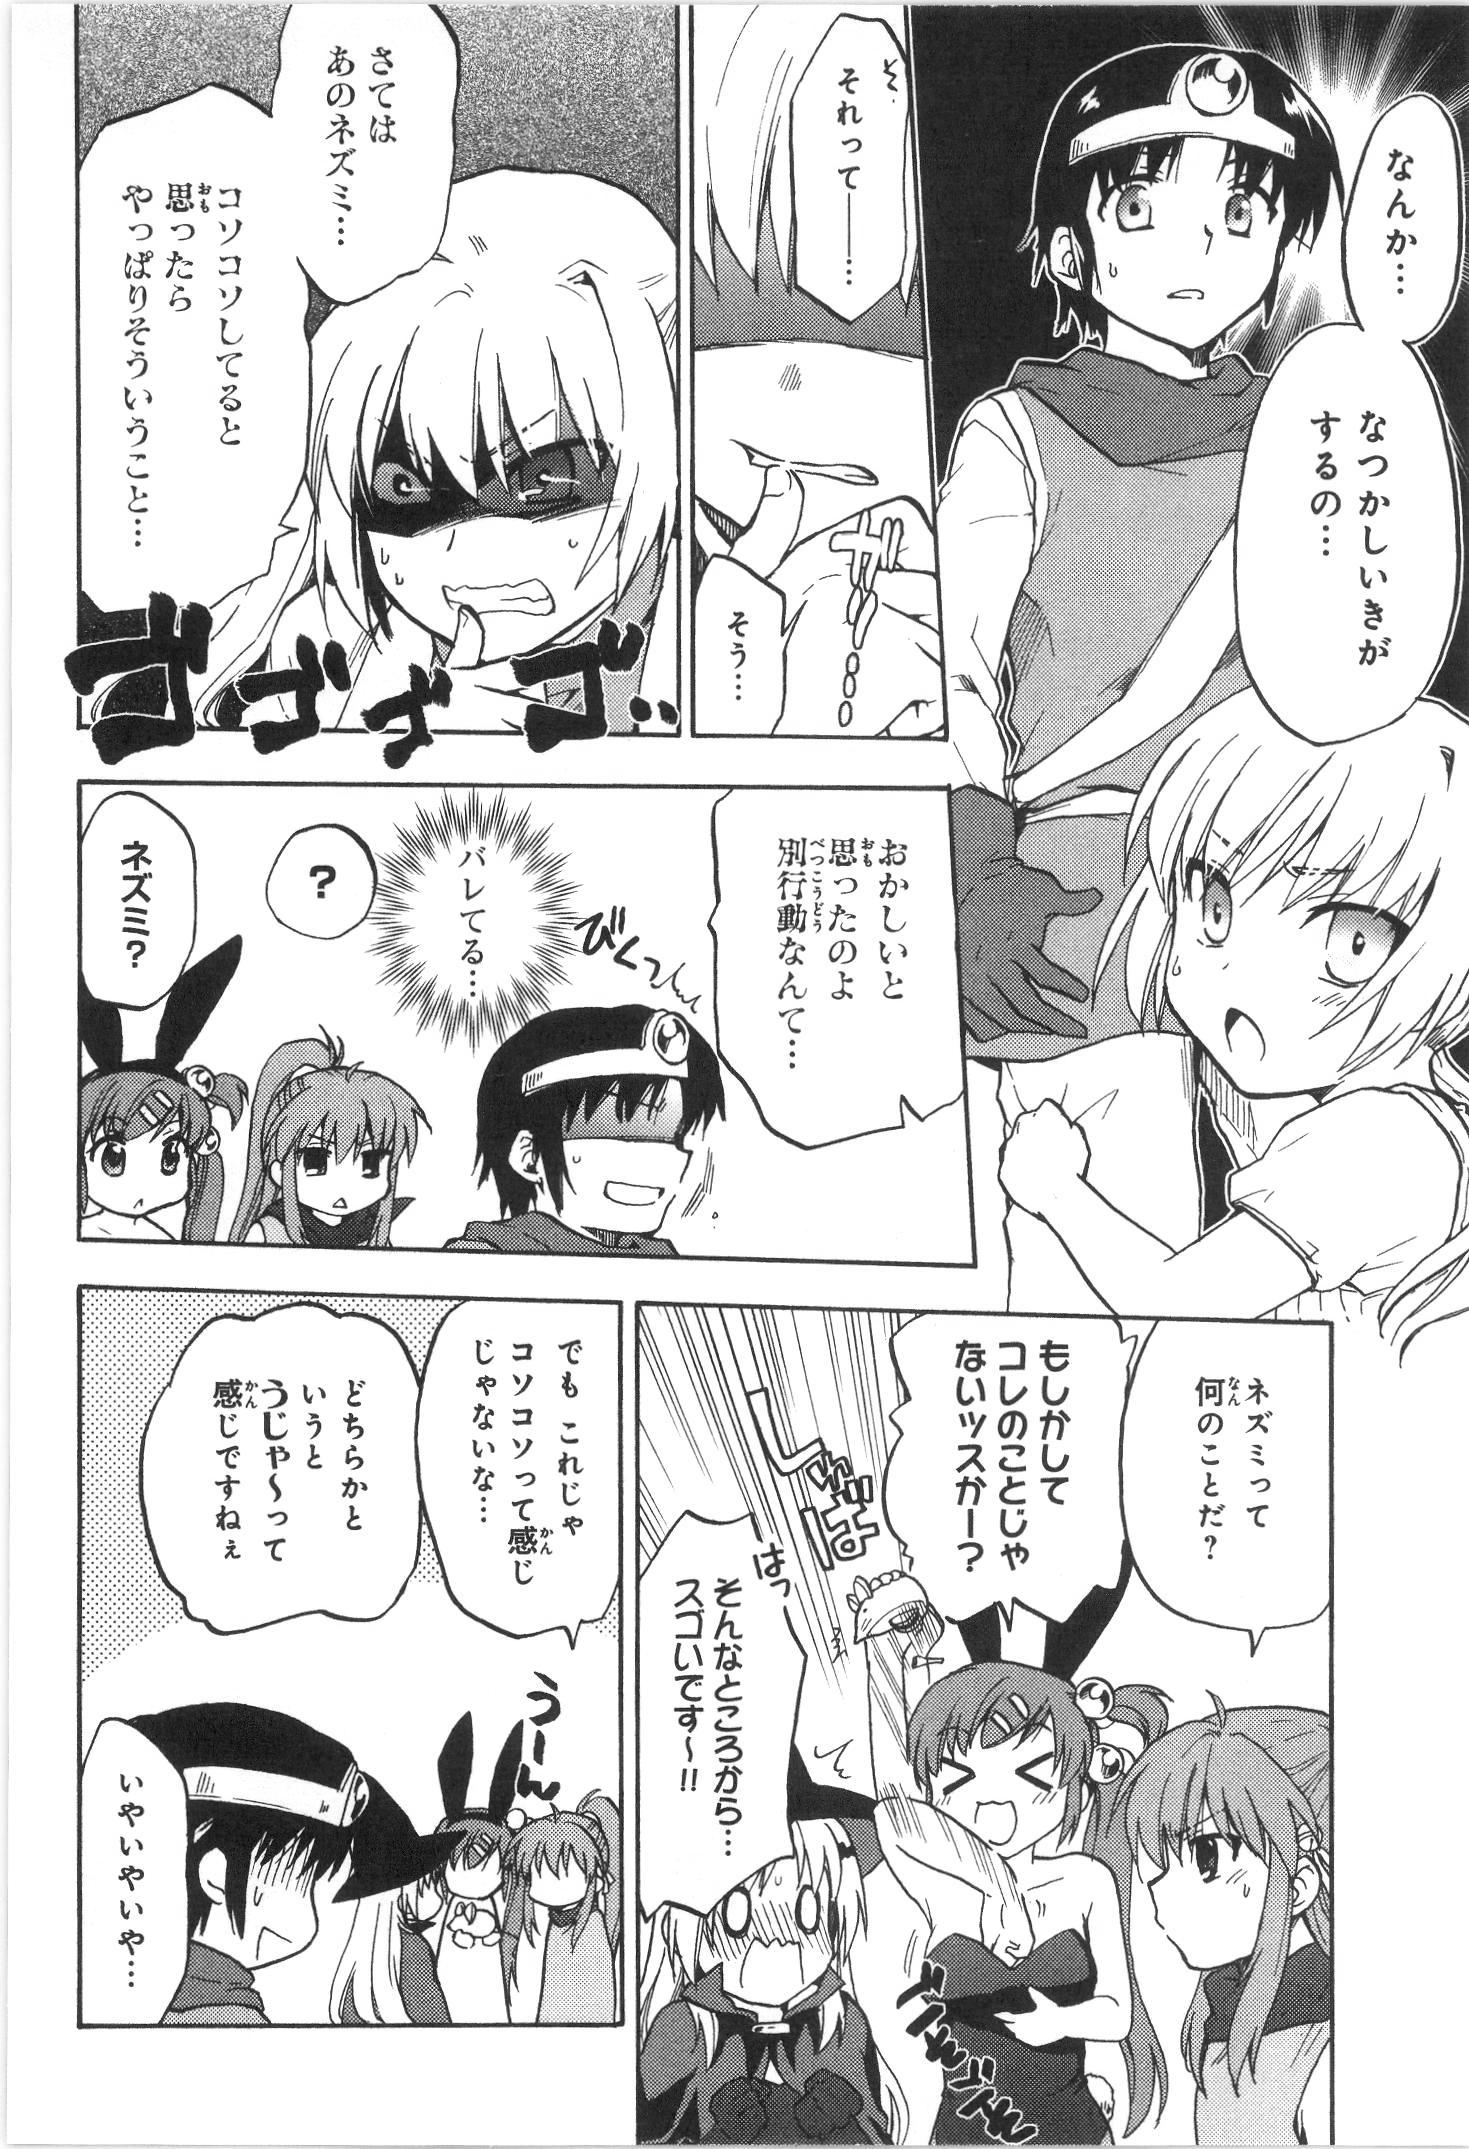 なんか…
なつかしいきが
するの…
そ
それって――…
そう…
ザザ
さては
あのネズミ…
コソコソしてると
思ったら
やっぱりそういうこと…
ゴゴゴゴ…
おかしいと
思ったのよ
別行動なんて…
びくっ
バレてる…
?
ネズミ?
ネズミって
何のことだ?
もしかして
コレのことじゃ
ないッスかー?
はっ
そんなところから…
スゴいです〜!!
でも これじゃ
コソコソって感じ
じゃないな…
どちらかと
いうと
うじゃ〜って
感じですねぇ
うーん
いやいやいや…